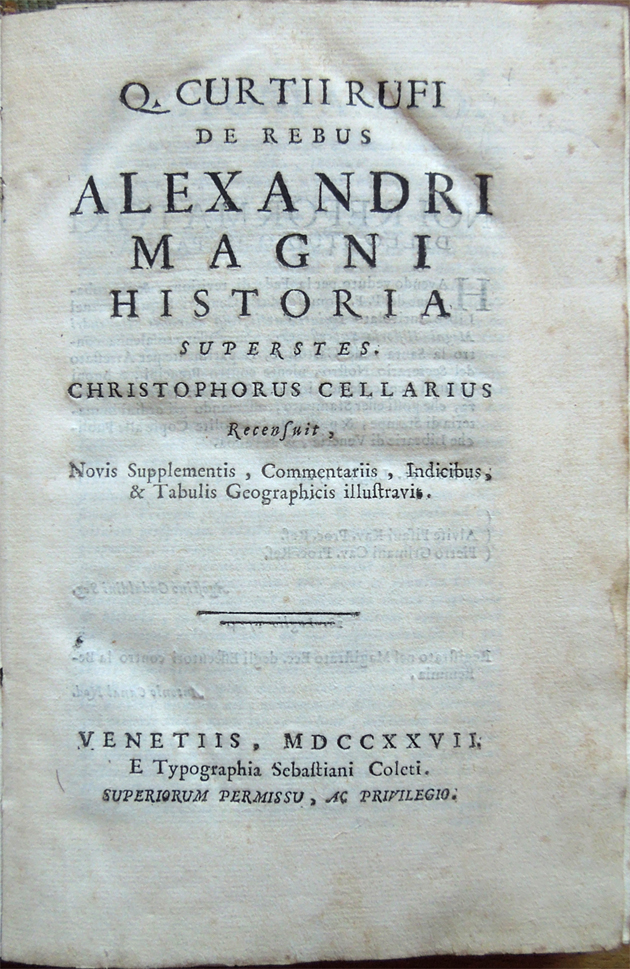 Q. CURTII RUFI
DE REBUS
ALEXANDRI
MAGNI
HISTORIA
SUPERSTES.
CHRISTOPHORUS CELLARIUS
Recenſuit,
Novis Supplementis, Commentariis, Indicibus,
& Tabulis Geographicis illuſtravit.
VENETIIS, MDCCXXVII.
E Typographia Sebaſtiani Coleti.
SUPERIORUM PERMISSU, AC PRIVILEGIO.